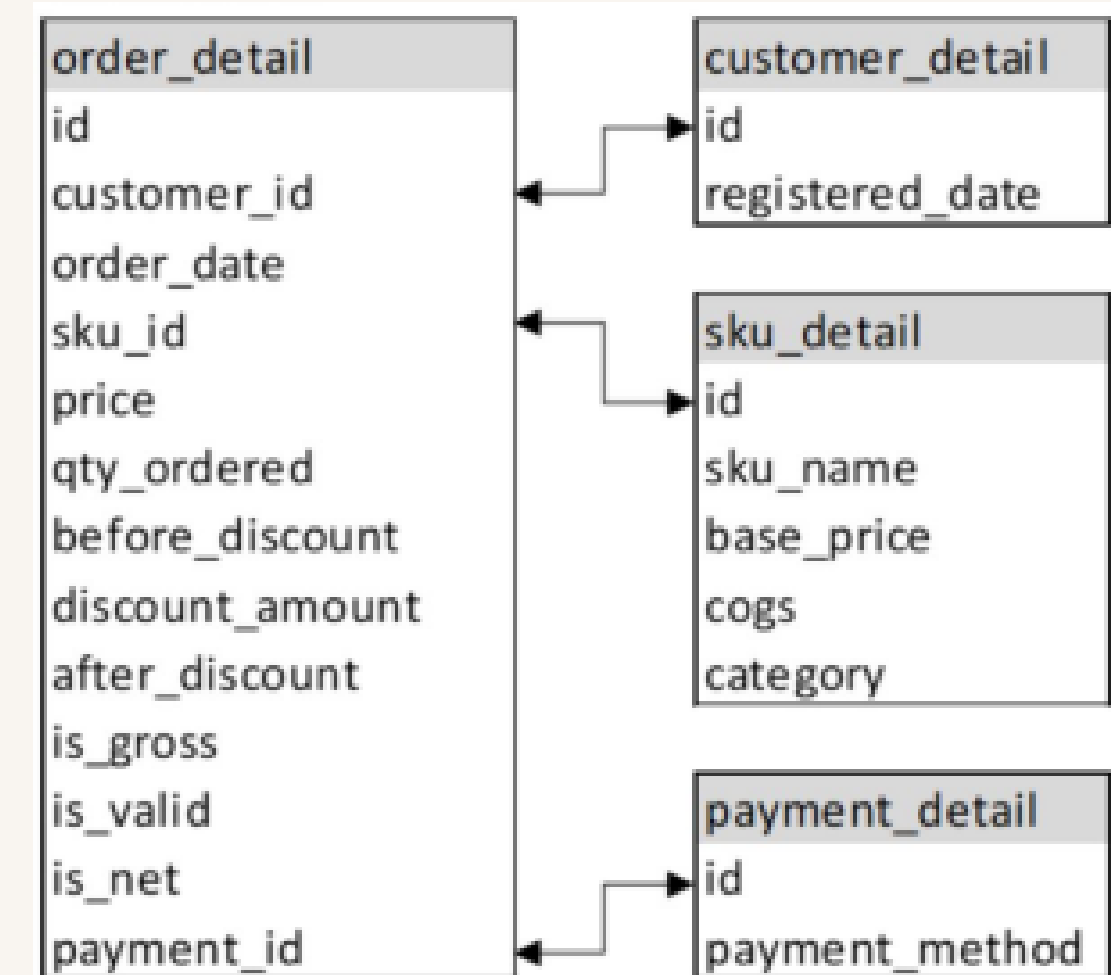 order_detail
id
customer_id
order_date
sku_id
price
qty_ordered
before_discount
discount_amount
after_discount
is_gross
is_valid
is_net
payment_id
customer_detail
id
registered_date
sku_detail
id
sku_name
base_price
cogs
category
payment_detail
id
payment_method